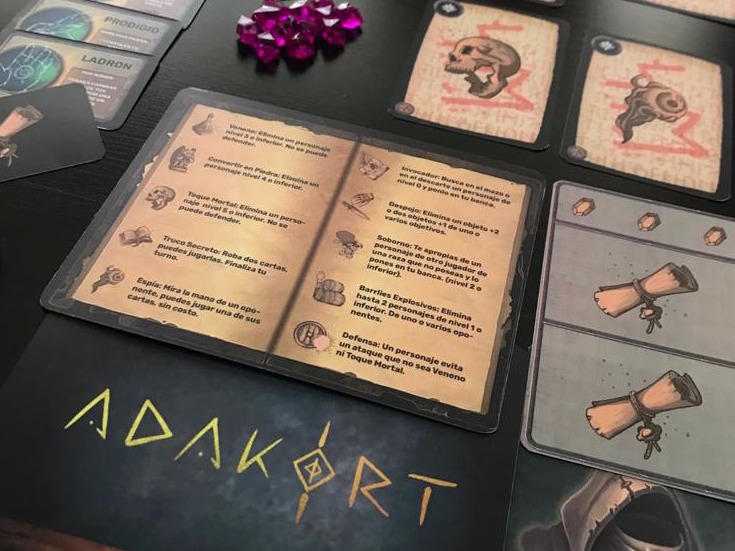 PRODIGIO
LADRON
Veneno: Elimina un personaje
nivel 3 o inferior. No se puede
defender.
Convertir en Piedra: Elimina un
personaje nivel 4 o inferior.
Toque Mortal: Elimina un perso-
naje nivel 5 o inferior. No se
puede defender.
Truco Secreto: Roba dos cartas,
puedes jugarlas. Finaliza tu
turno.
Espía: Mira la mano de un opo-
nente, puedes jugar una de sus
cartas, sin costo.
Invocador: Busca en el mazo o
en el descarte un personaje de
nivel 0 y ponlo en tu banca.
Despojo: Elimina un objeto +2
o dos objetos +1 de uno o
varios objetivos.
Soborno: Te apropias de un
personaje de otro jugador de
una raza que no poseas y lo
pones en tu banca. (nivel 2 o
inferior).
Barriles Explosivos: Elimina
hasta 2 personajes de nivel 1 o
inferior. De uno o varios opo-
nentes.
Defensa: Un personaje evita
un ataque que no sea Veneno
ni Toque Mortal.
ADAKORT